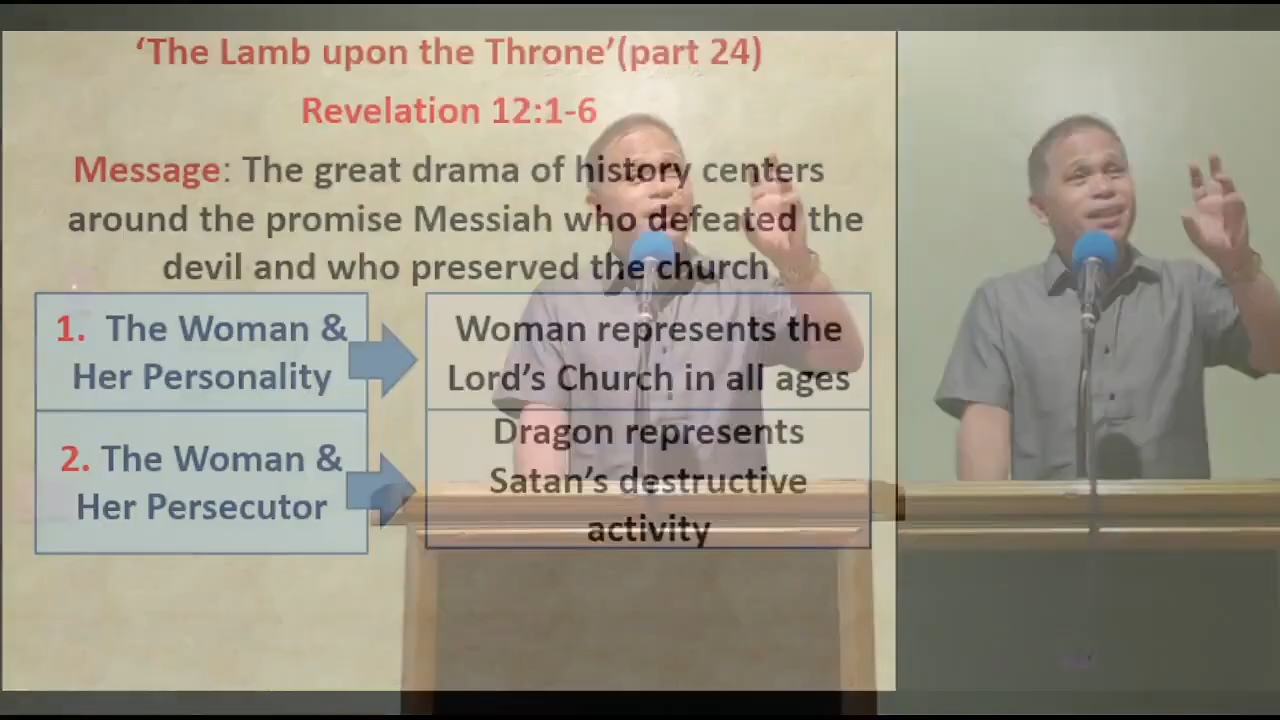 ‘The Lamb upon the Throne’(part 24)
Revelation 12:1-6
Message: The great drama of history centers
around the promise Messiah who defeated the
devil and who preserved the church
1. The Woman &
Her Personality
Woman represents the
Lord’s Church in all ages
2. The Woman &
Her Persecutor
Dragon represents
Satan’s destructive
activity